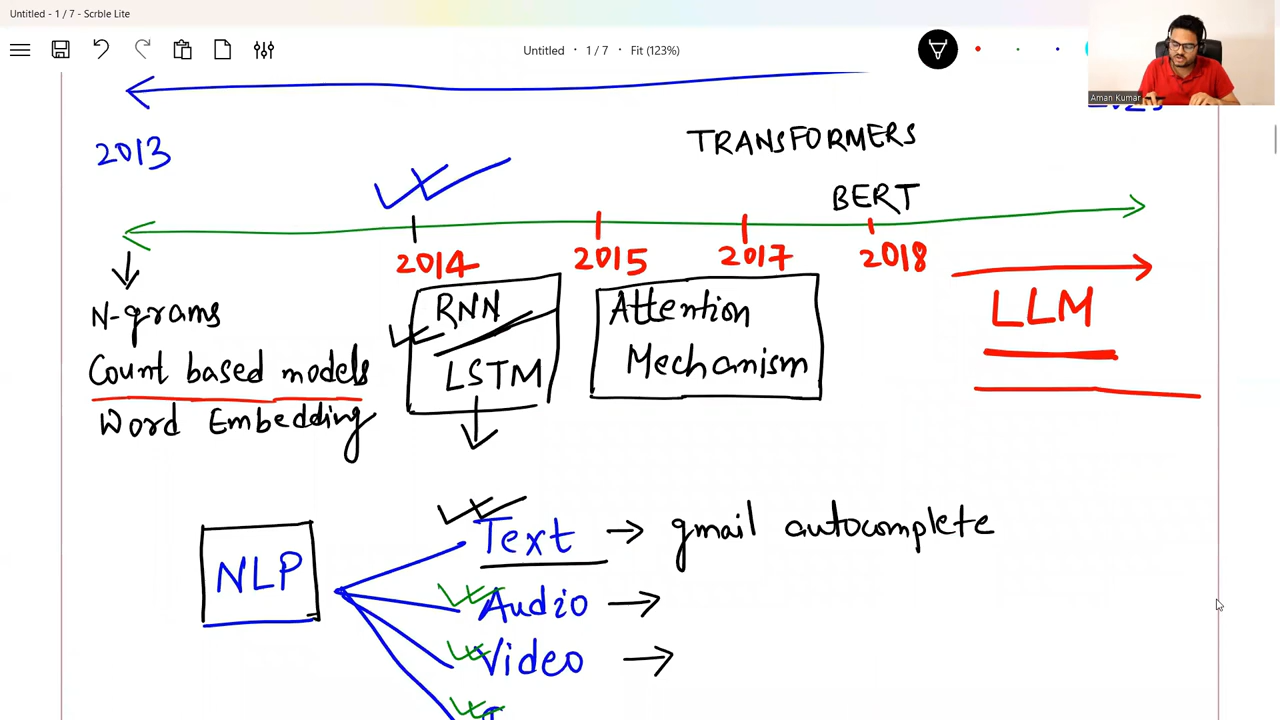 Untitled - 1 / 7 - Scrble Lite
Untitled • 1 / 7 • Fit (123%)
Aman Kumar
2013
TRANSFORMERS
BERT
2014
2015
2017
2018
N-grams
Count based models
Word Embedding
RNN
LSTM
Attention
Mechanism
LLM
NLP
Text → gmail autocomplete
Audio →
Video →